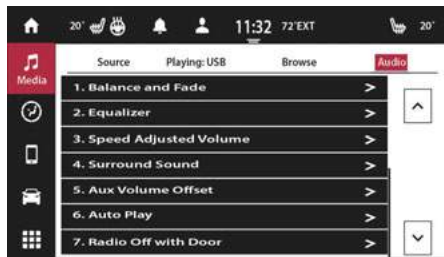 20° 11:32 72°EXT 20°
Media
Source Playing: USB Browse Audio
1. Balance and Fade >
2. Equalizer >
3. Speed Adjusted Volume >
4. Surround Sound >
5. Aux Volume Offset >
6. Auto Play >
7. Radio Off with Door >